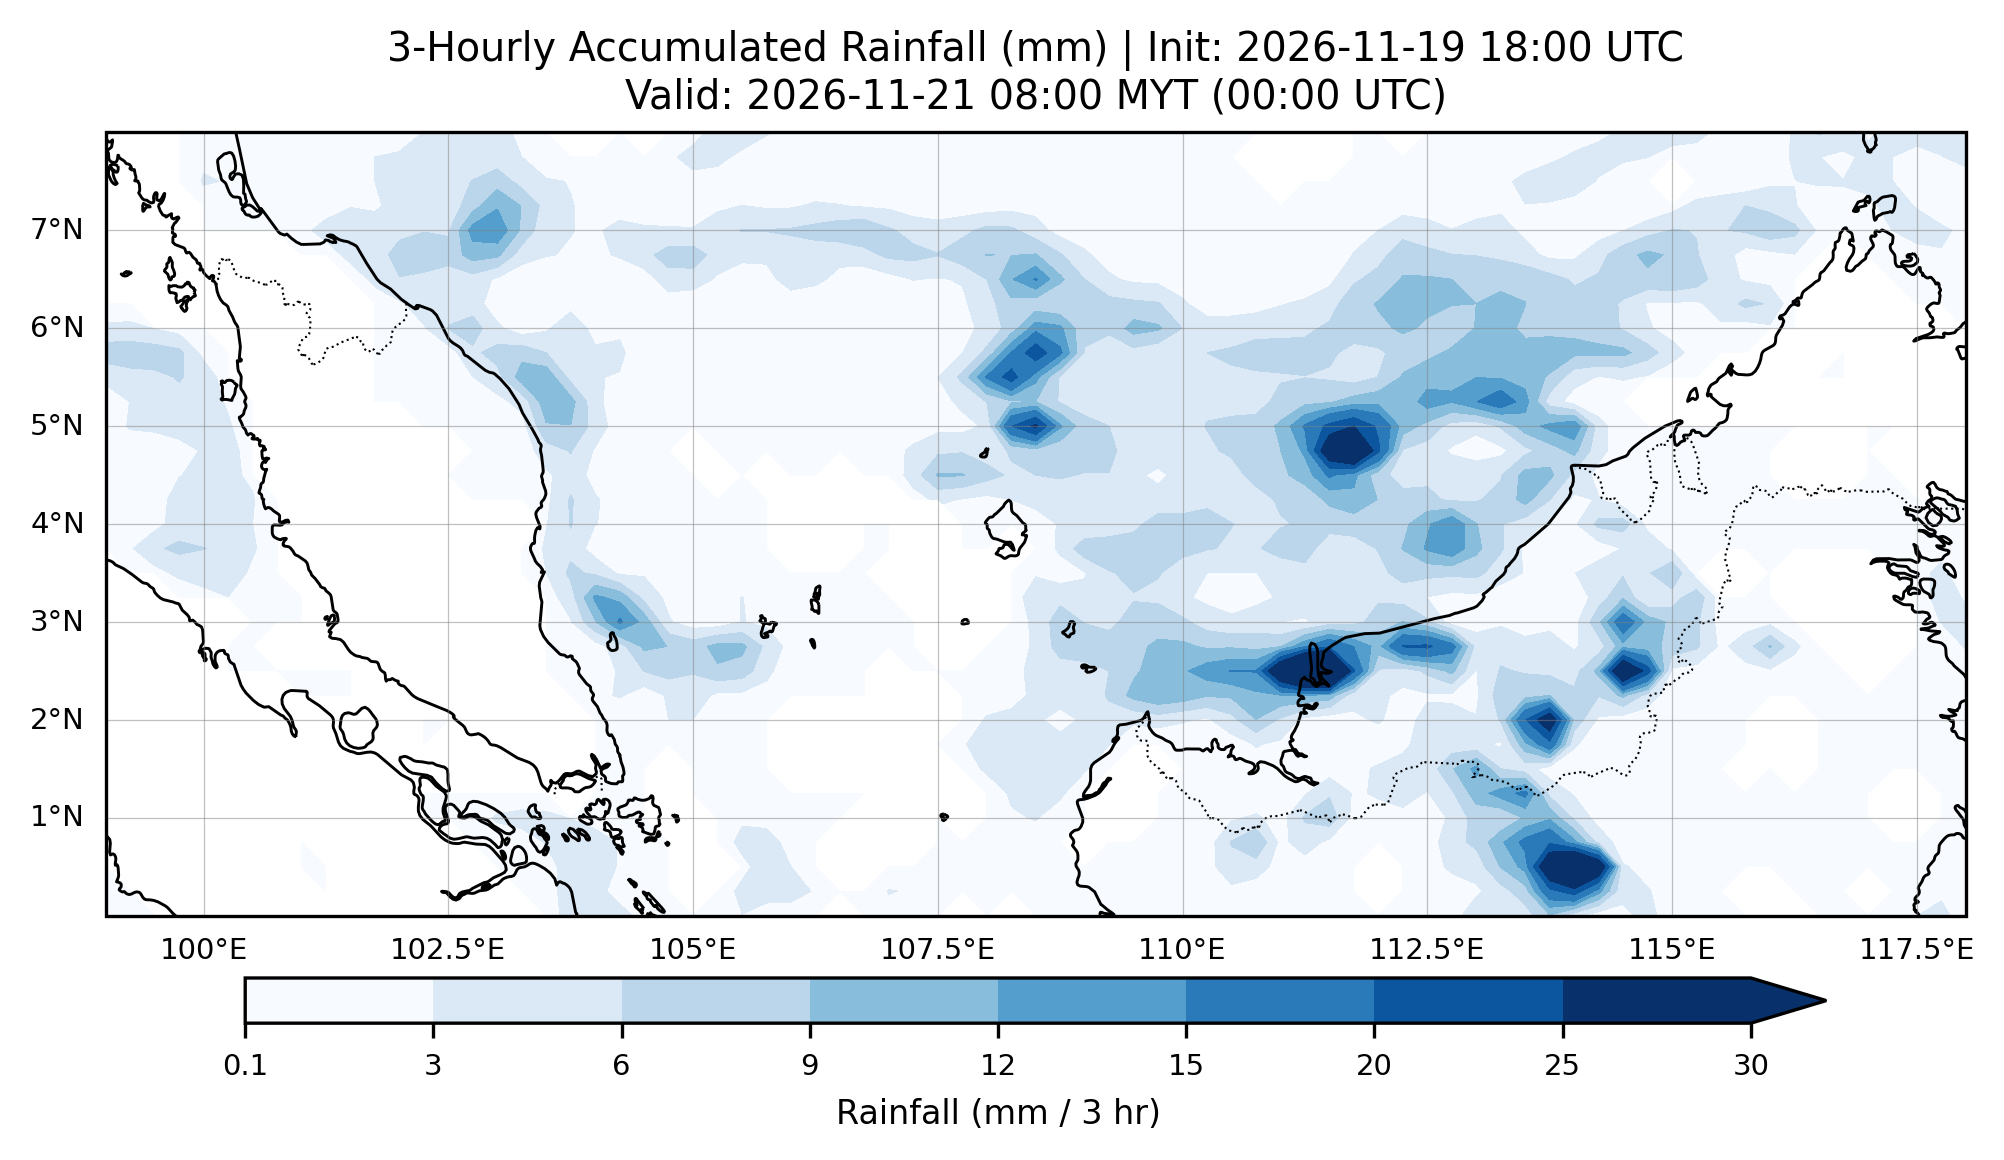 3-Hourly Accumulated Rainfall (mm) | Init: 2026-11-19 18:00 UTC
Valid: 2026-11-21 08:00 MYT (00:00 UTC)
7°N
6°N
5°N
4°N
3°N
2°N
1°N
100°E 102.5°E 105°E 107.5°E 110°E 112.5°E 115°E 117.5°E
0.1 3 6 9 12 15 20 25 30
Rainfall (mm / 3 hr)